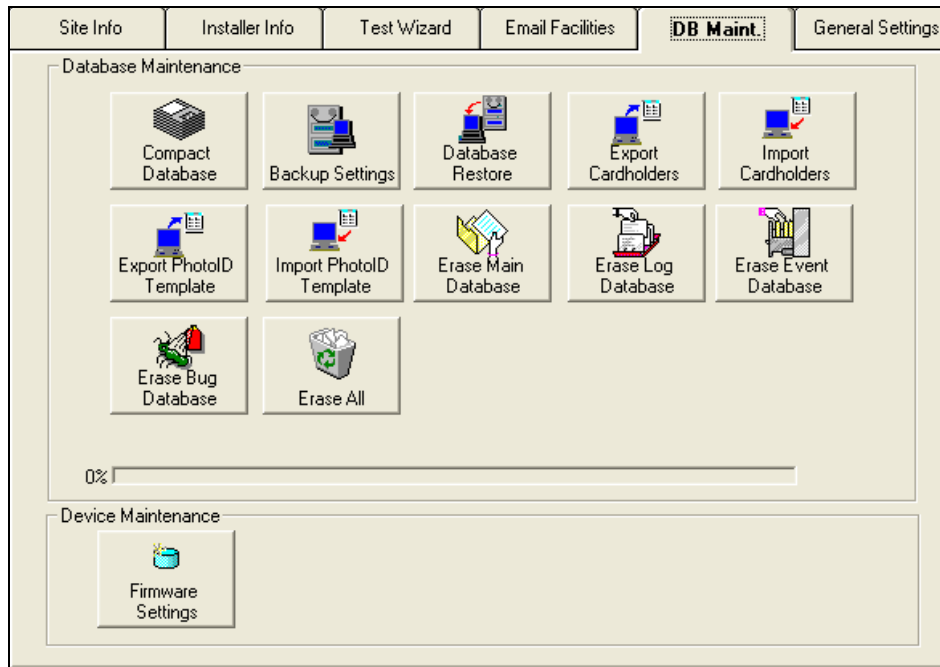 Site Info Installer Info Test Wizard Email Facilities DB Maint. General Settings
Database Maintenance
Compact Database
Backup Settings
Database Restore
Export Cardholders
Import Cardholders
Export PhotoID Template
Import PhotoID Template
Erase Main Database
Erase Log Database
Erase Event Database
Erase Bug Database
Erase All
0%
Device Maintenance
Firmware Settings